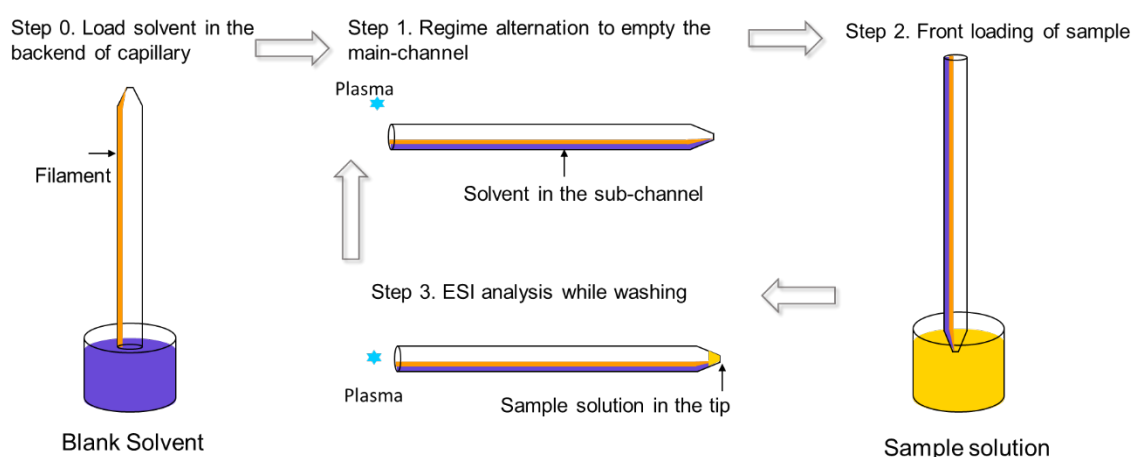 Step 0. Load solvent in the
backend of capillary
Step 1. Regime alternation to empty the
main-channel
Step 2. Front loading of sample
Plasma
Filament
Solvent in the sub-channel
Step 3. ESI analysis while washing
Plasma
Sample solution in the tip
Blank Solvent
Sample solution